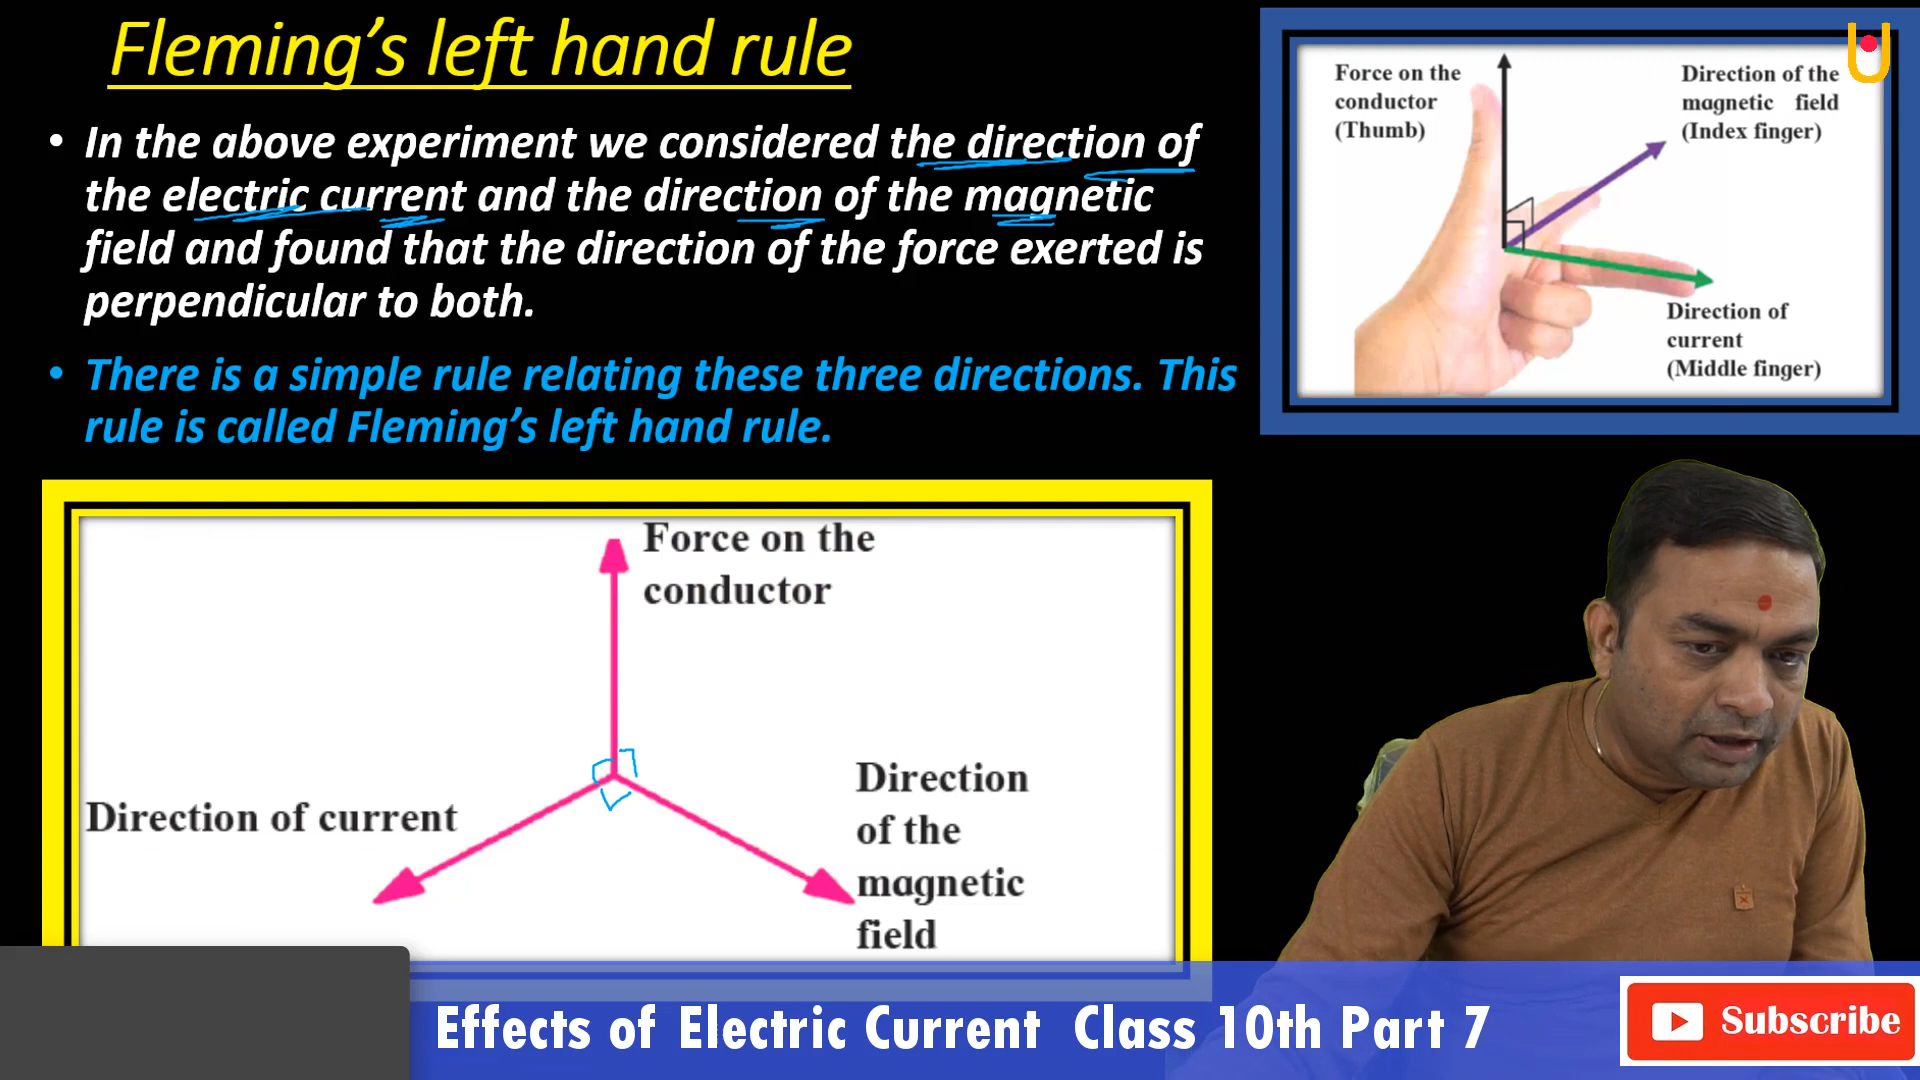 Fleming’s left hand rule
• In the above experiment we considered the direction of
the electric current and the direction of the magnetic
field and found that the direction of the force exerted is
perpendicular to both.
• There is a simple rule relating these three directions. This
rule is called Fleming’s left hand rule.
Force on the
conductor
(Thumb)
Direction of the
magnetic field
(Index finger)
Direction of
current
(Middle finger)
Force on the
conductor
Direction of current
Direction
of the
magnetic
field
Effects of Electric Current Class 10th Part 7
Subscribe